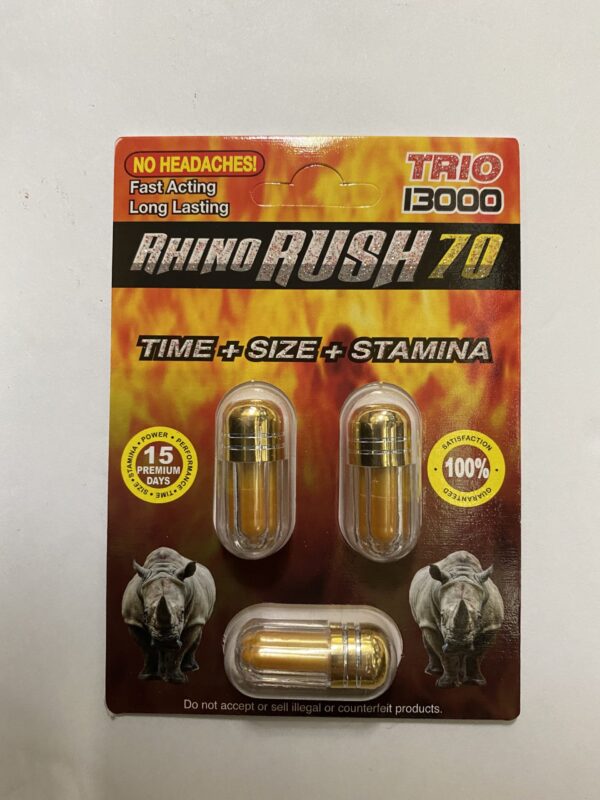 NO HEADACHES!
Fast Acting
Long Lasting
TRIO
13000
RHINO RUSH 70
TIME + SIZE + STAMINA
POWER • PERFORMANCE • TIME • SIZE • STAMINA •
15
PREMIUM
DAYS
SATISFACTION
100%
GUARANTEED
Do not accept or sell illegal or counterfeit products.